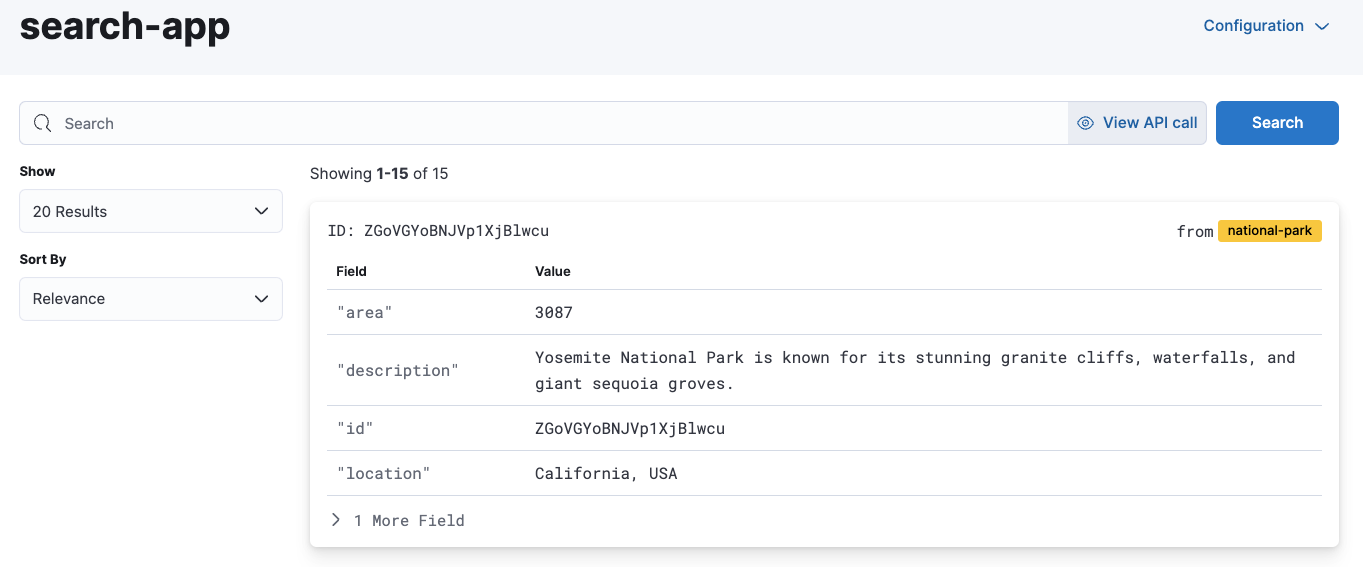 search-app
Configuration
Search
View API call
Search
Show
20 Results
Sort By
Relevance
Showing 1-15 of 15
ID: ZGoVGYoBNJVp1XjBlwcu
from national-park
Field Value
"area" 3087
"description" Yosemite National Park is known for its stunning granite cliffs, waterfalls, and
giant sequoia groves.
"id" ZGoVGYoBNJVp1XjBlwcu
"location" California, USA
1 More Field